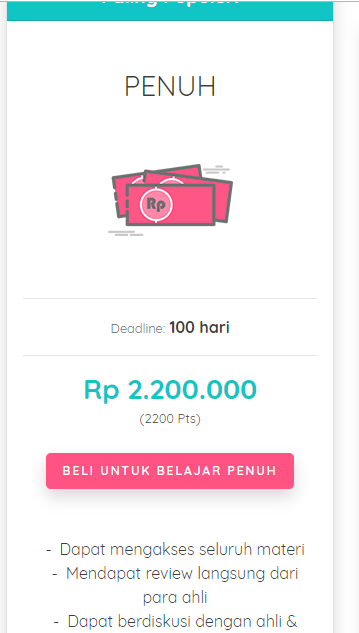 PENUH
Rp
Deadline: 100 hari
Rp 2.200.000
(2200 Pts)
BELI UNTUK BELAJAR PENUH
- Dapat mengakses seluruh materi
- Mendapat review langsung dari
para ahli
- Dapat berdiskusi dengan ahli &